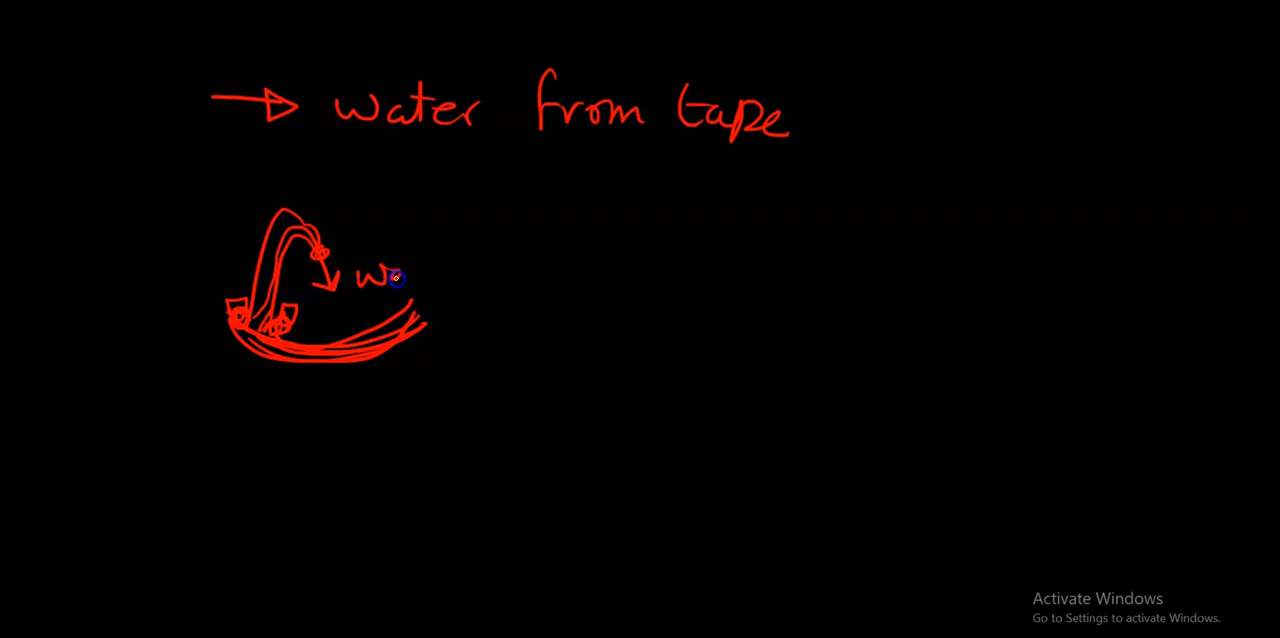 water from tape
w
Activate Windows
Go to Settings to activate Windows.